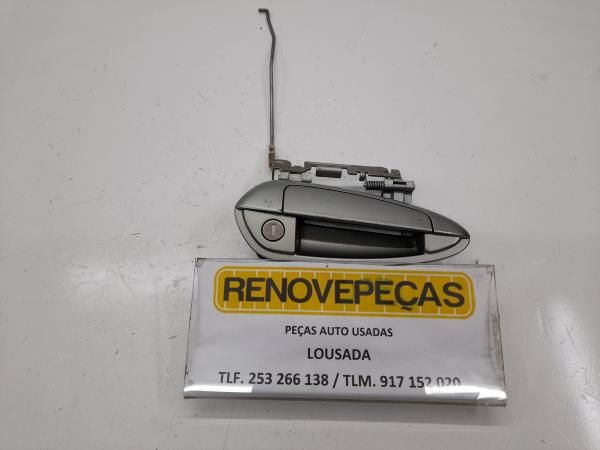 RENOVEPEÇAS
PEÇAS AUTO USADAS
LOUSADA
TLF. 253 266 138 / TLM. 917 152 020